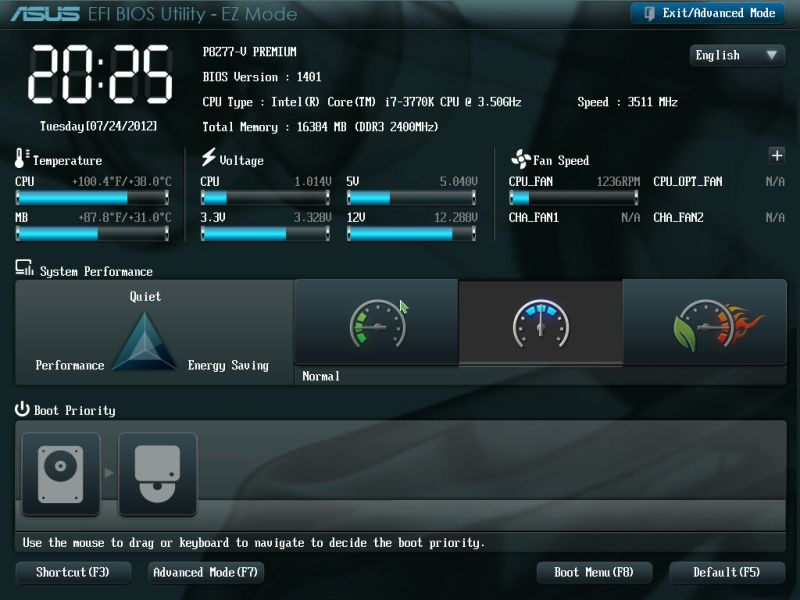 ASUS EFI BIOS Utility - EZ Mode
Exit/Advanced Mode
20:25
Tuesday[07/24/2012]
P8Z77-V PREMIUM
English
BIOS Version : 1401
CPU Type : Intel(R) Core(TM) i7-3770K CPU @ 3.50GHz Speed : 3511 MHz
Total Memory : 16384 MB (DDR3 2400MHz)
Temperature
CPU +100.4°F/+38.0°C
MB +87.8°F/+31.0°C
Voltage
CPU 1.014V 5V 5.040V
3.3V 3.328V 12V 12.288V
Fan Speed
CPU_FAN 1236RPM CPU_OPT_FAN N/A
CHA_FAN1 N/A CHA_FAN2 N/A
System Performance
Quiet
Performance Energy Saving
Normal
Boot Priority
Use the mouse to drag or keyboard to navigate to decide the boot priority.
Shortcut(F3) Advanced Mode(F7) Boot Menu(F8) Default(F5)